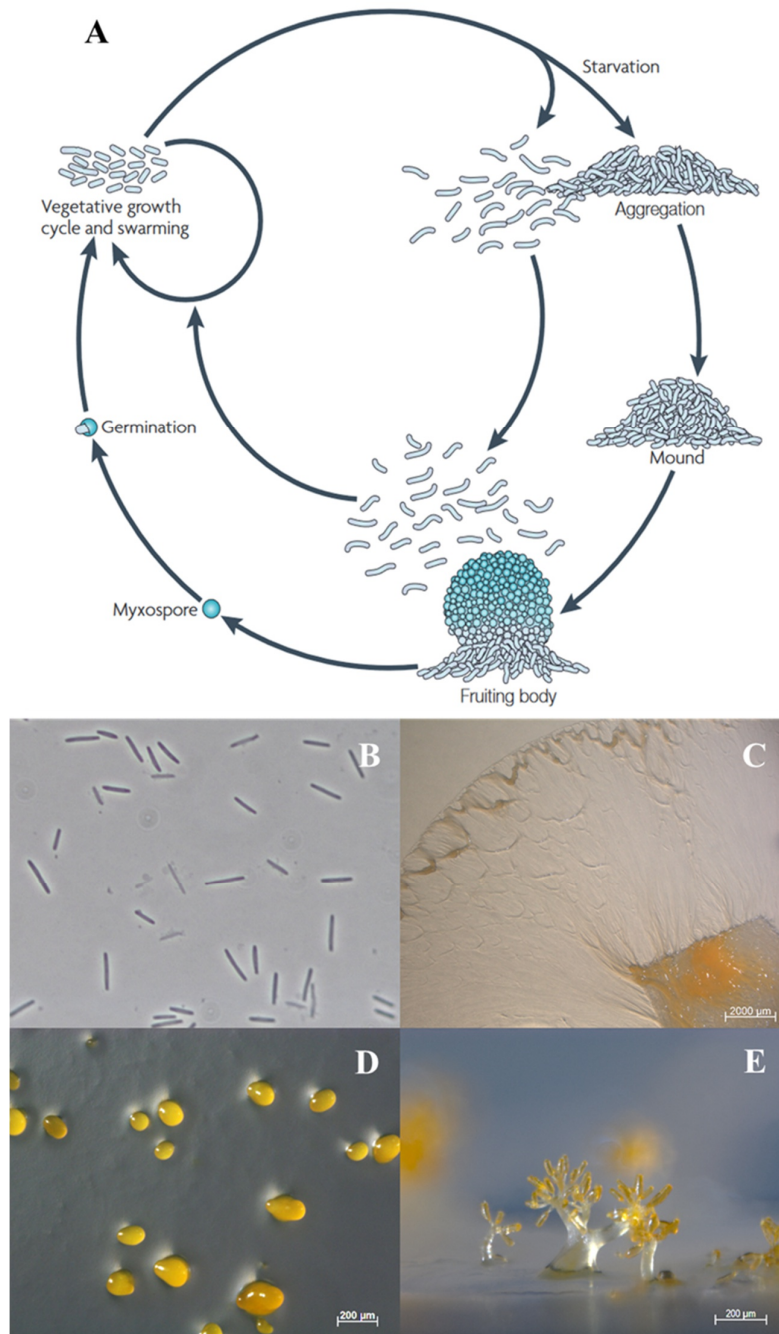 A
Starvation
Vegetative growth
cycle and swarming
Aggregation
Germination
Mound
Myxospore
Fruiting body
B
C
2000 µm
D
E
200 µm
200 µm